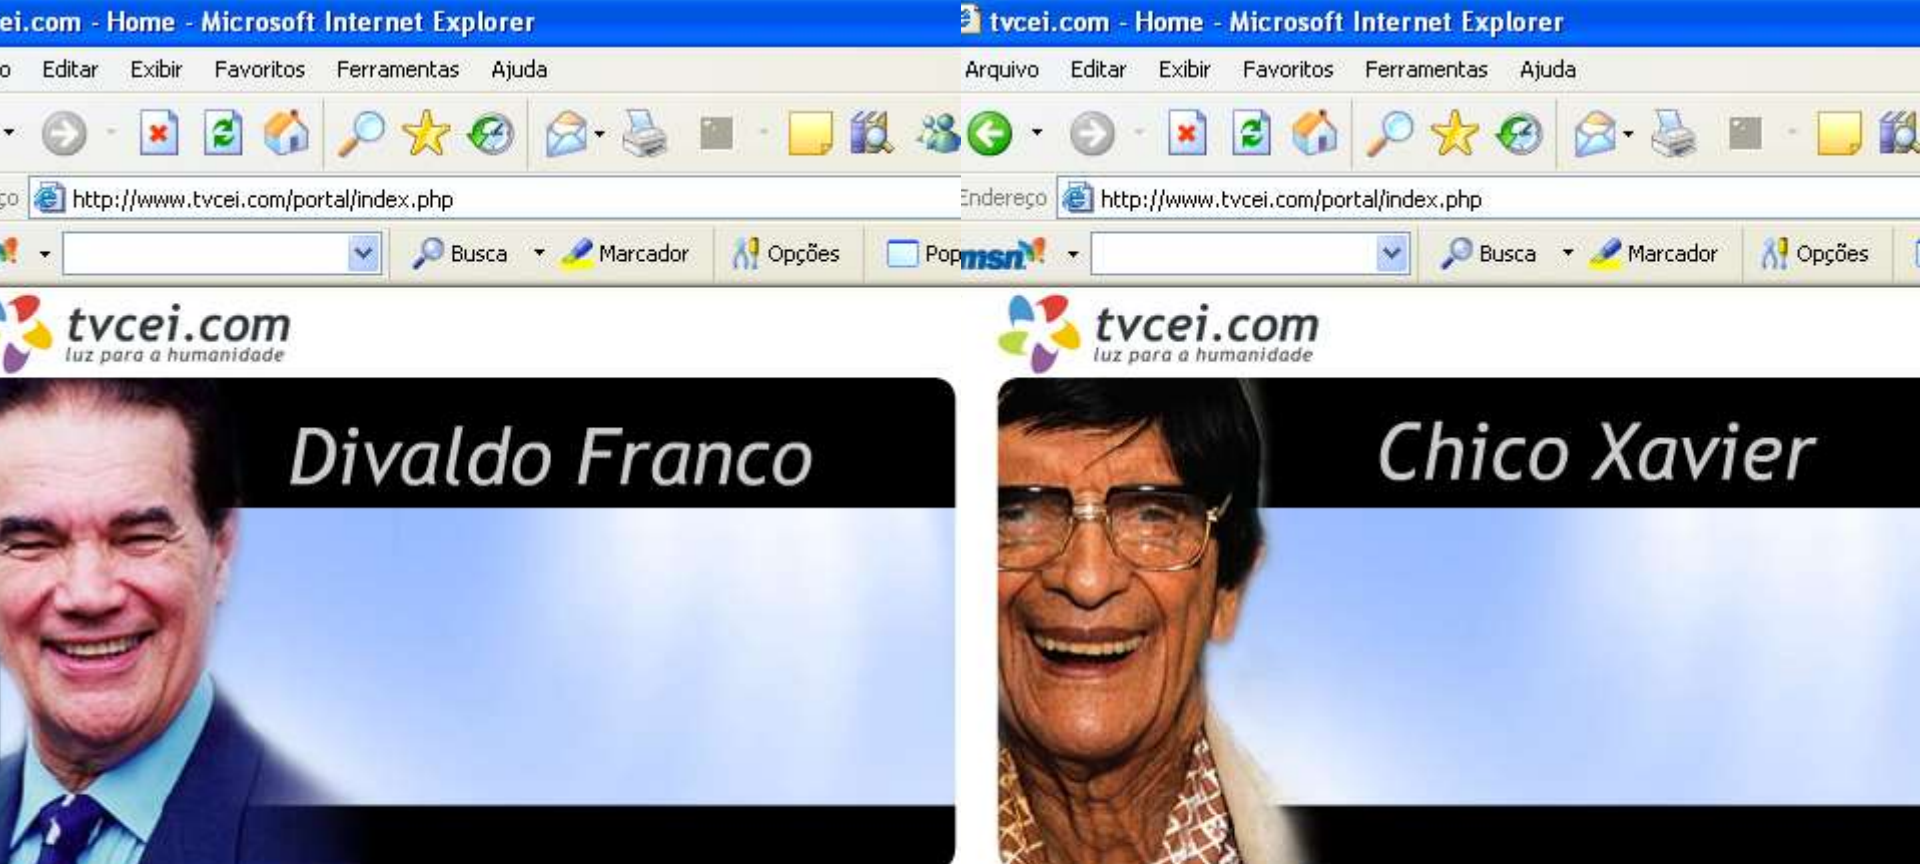 ei.com - Home - Microsoft Internet Explorer
o Editar Exibir Favoritos Ferramentas Ajuda
ço http://www.tvcei.com/portal/index.php
Busca Marcador Opções Pop
tvcei.com
luz para a humanidade
Divaldo Franco
tvcei.com - Home - Microsoft Internet Explorer
Arquivo Editar Exibir Favoritos Ferramentas Ajuda
Endereço http://www.tvcei.com/portal/index.php
msn Busca Marcador Opções
tvcei.com
luz para a humanidade
Chico Xavier